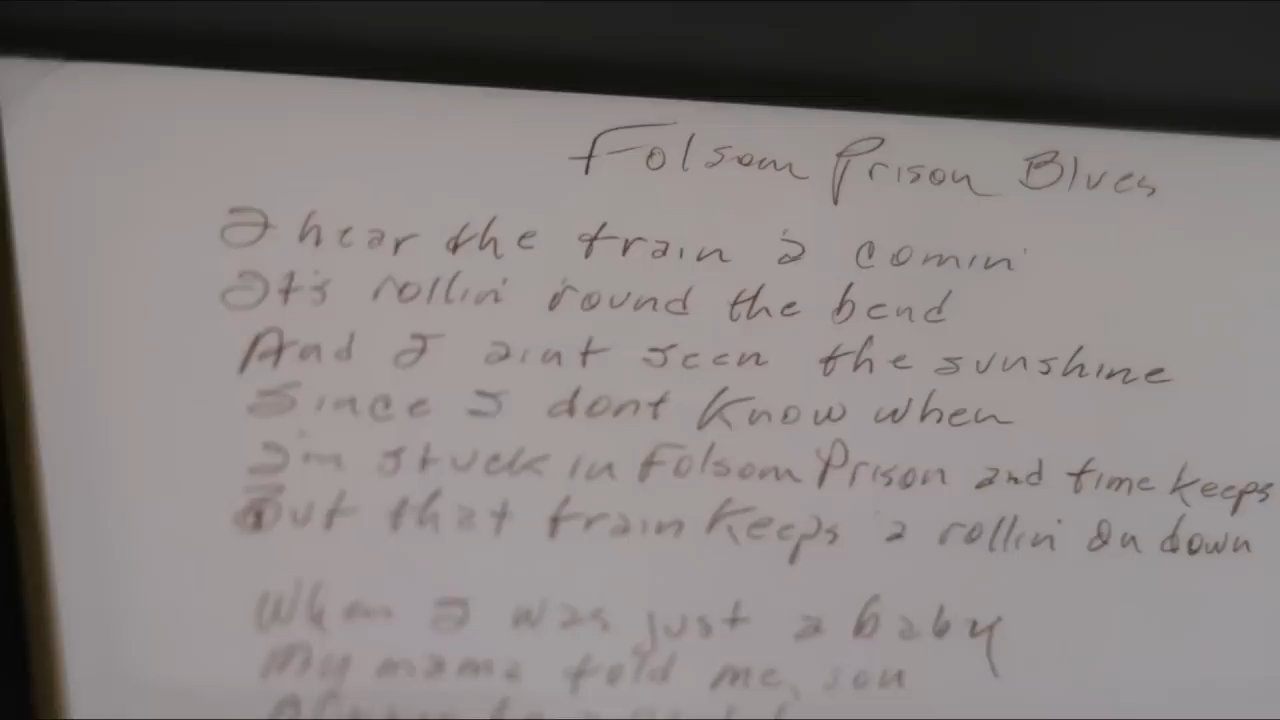 Folsom Prison Blues
I hear the train a comin'
It's rollin' round the bend
And I aint seen the sunshine
Since I dont know when
I'm stuck in Folsom Prison and time keeps
But that train keeps a rollin' on down
When I was just a baby
My mama told me, son